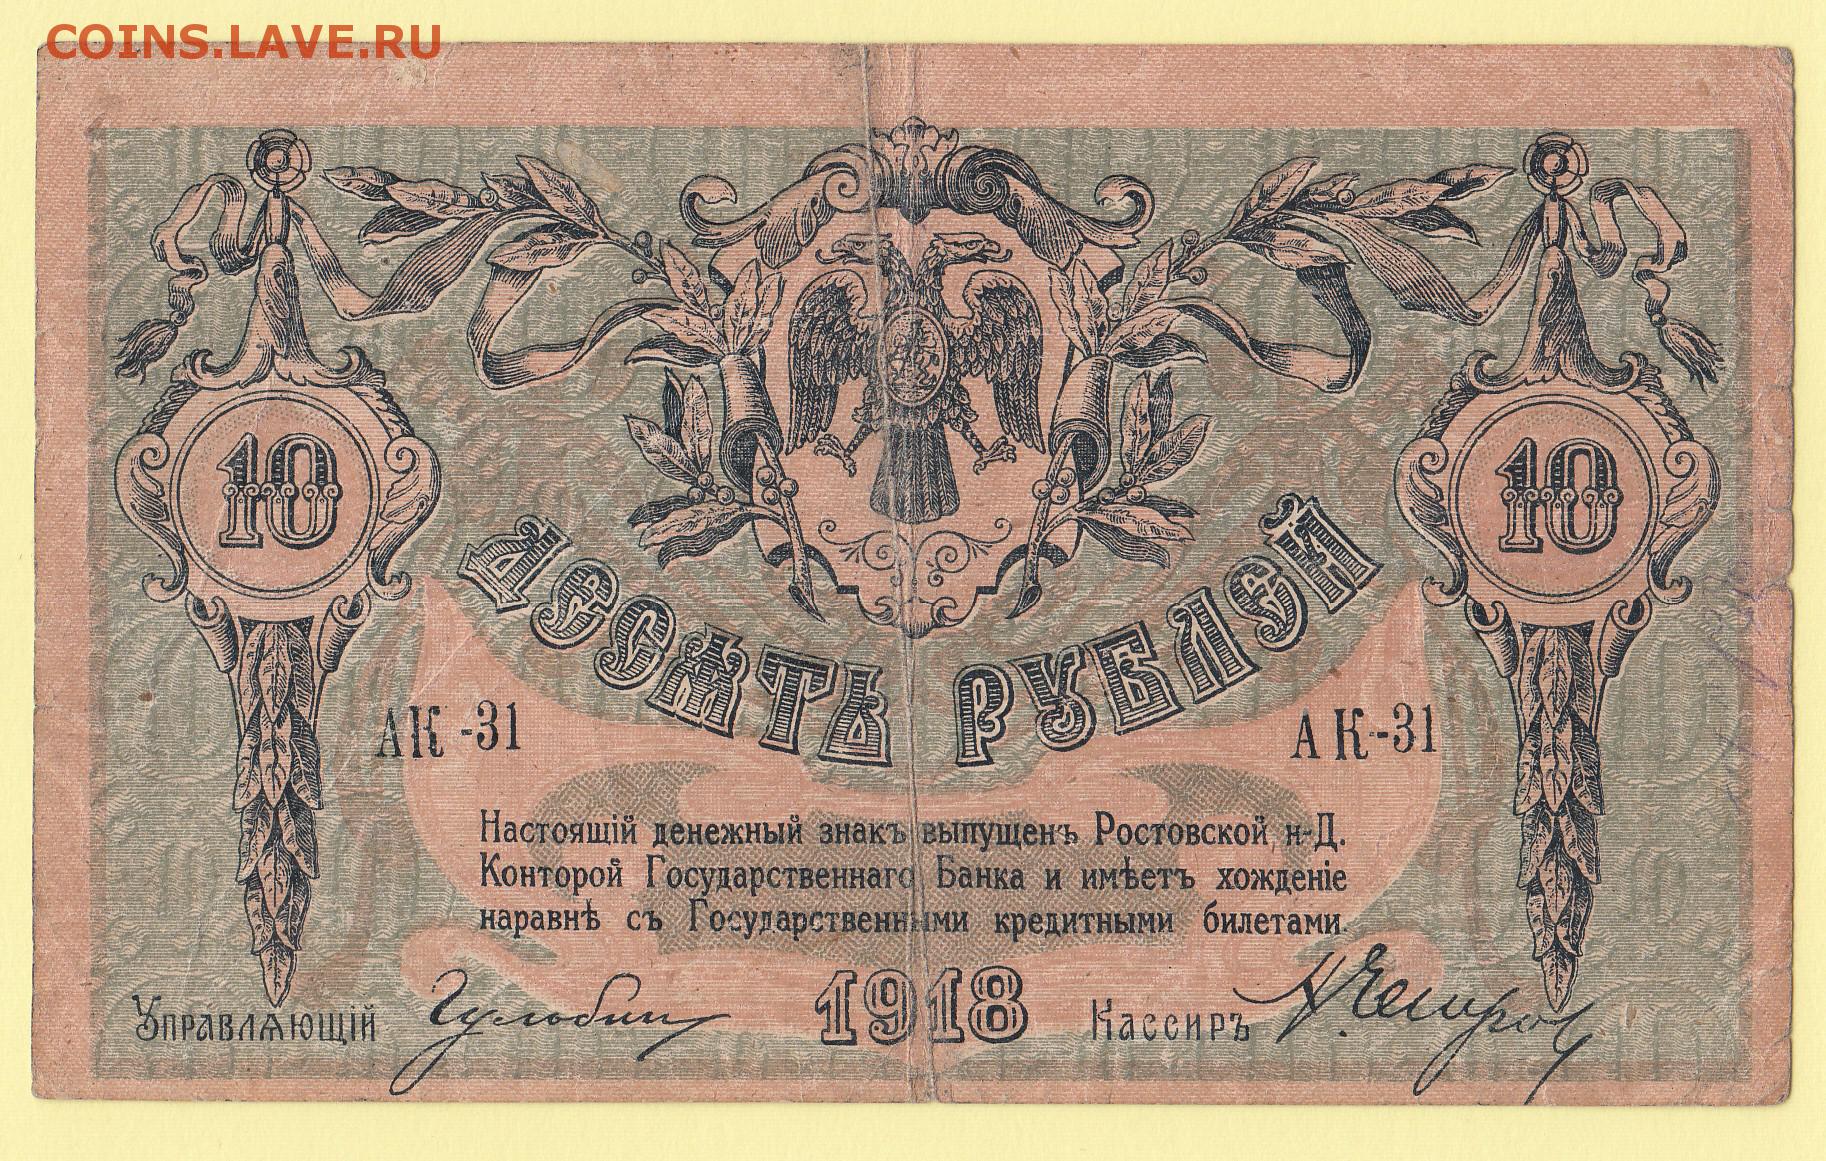 COINS.LAVE.RU
10
10
ДЕСЯТЬ РУБЛЕЙ
АК-31
АК-31
Настоящій денежный знакъ выпущенъ Ростовской н-Д.
Конторой Государственнаго Банка и имѣетъ хожденіе
наравнѣ съ Государственными кредитными билетами.
Управляющій
Гулобин
1918
Кассиръ